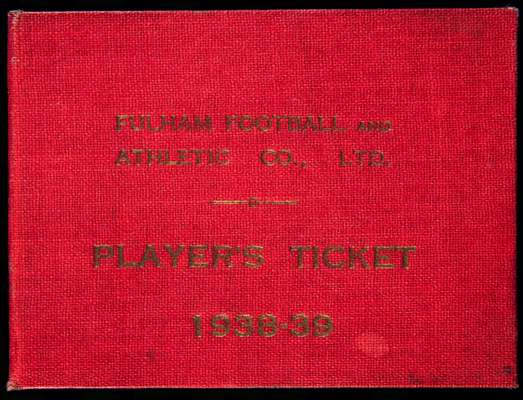 FULHAM FOOTBALL AND
ATHLETIC CO., LTD.
PLAYER'S TICKET
1938-39